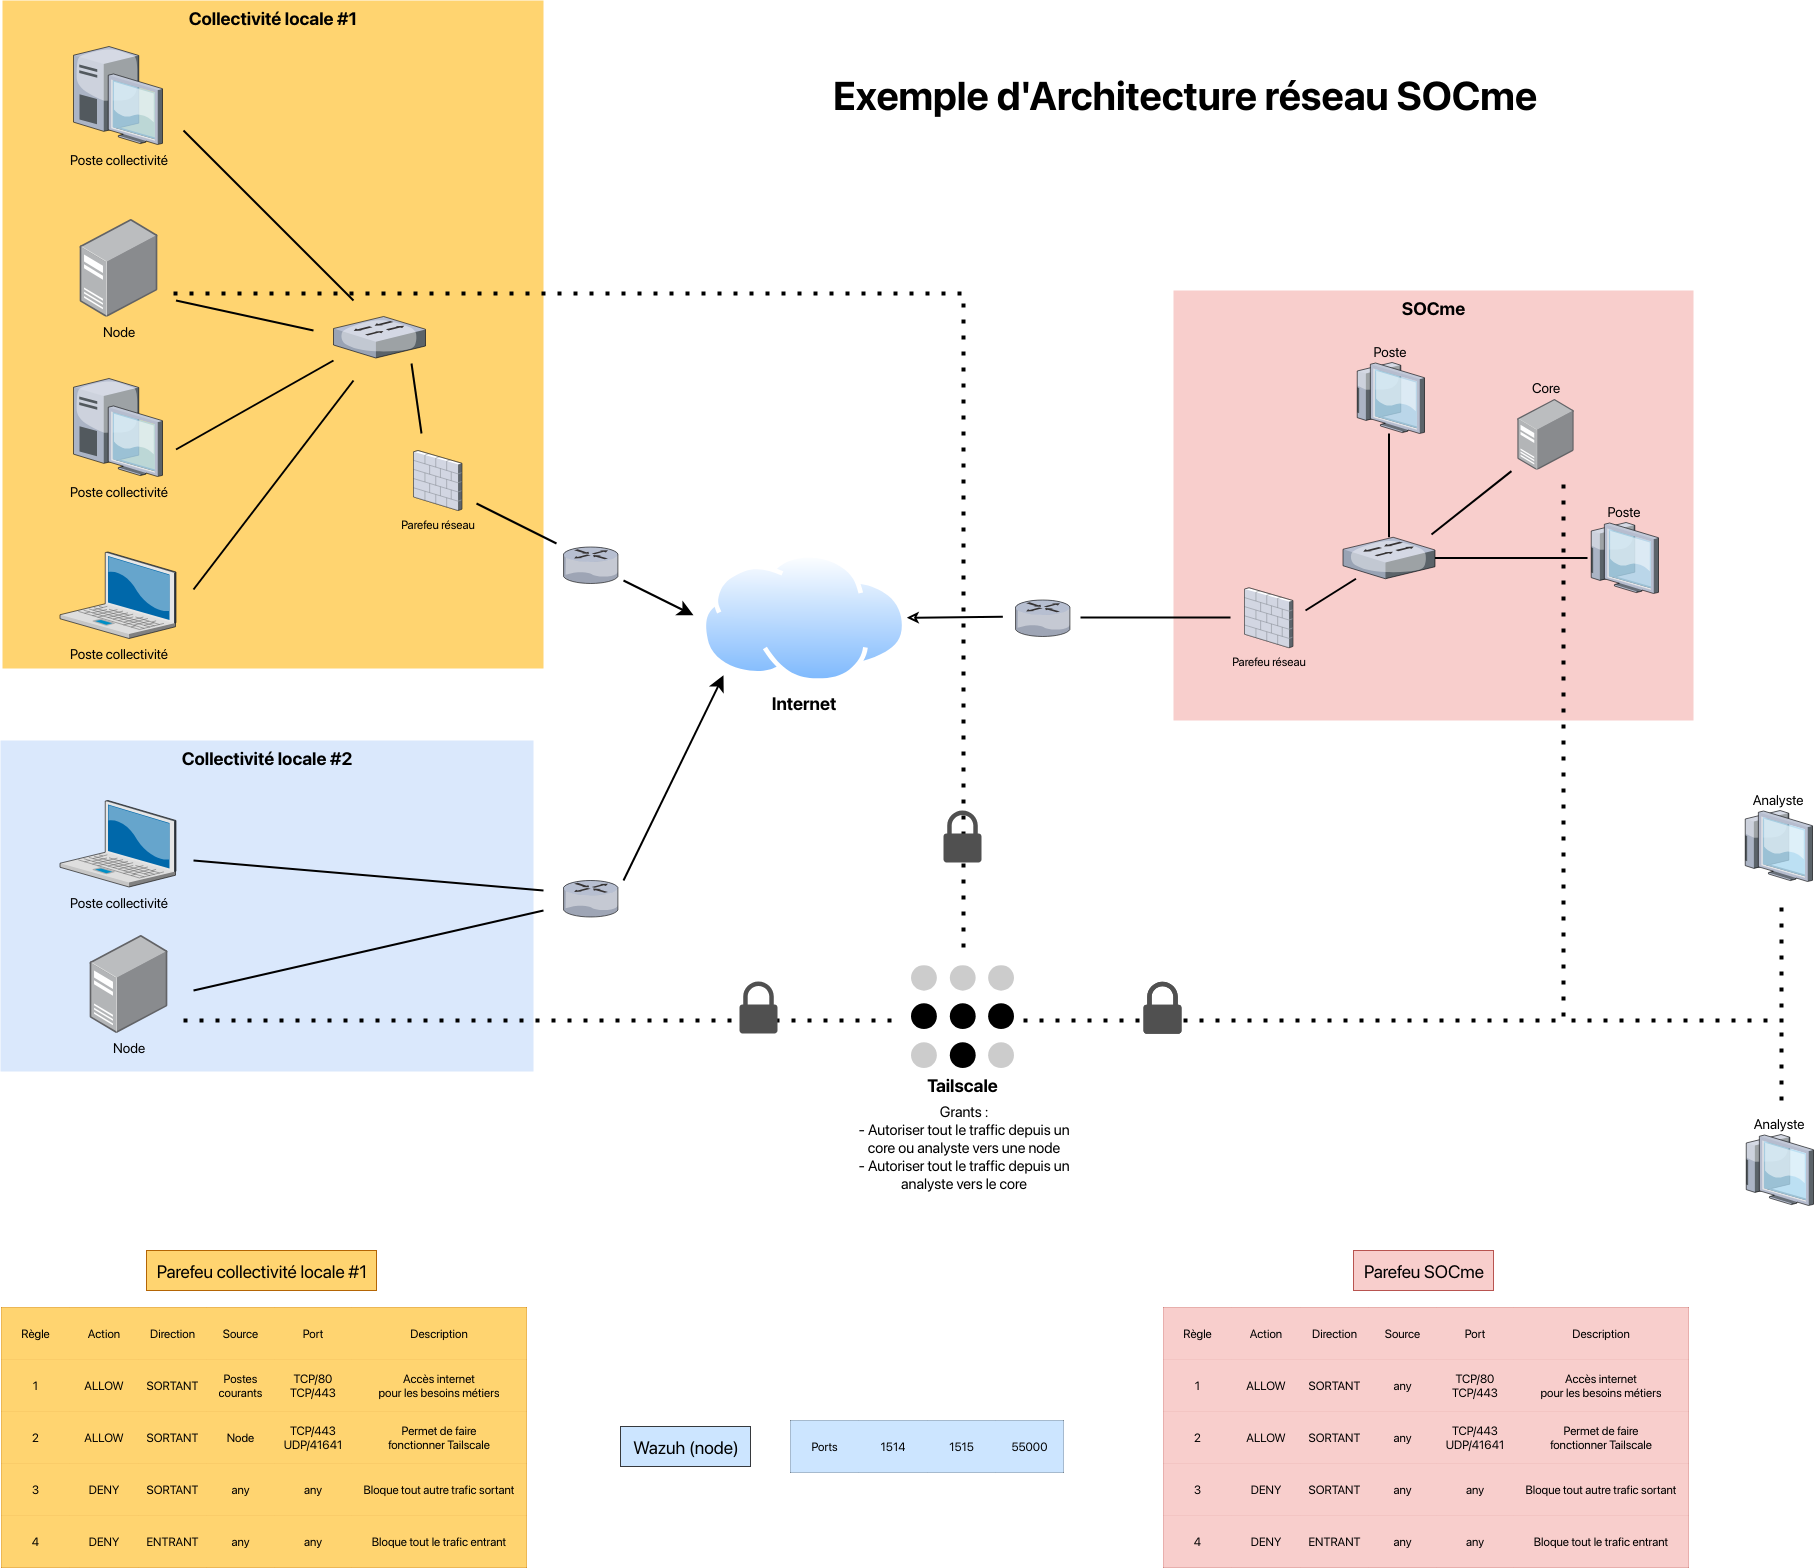 Collectivité locale #1
Exemple d'Architecture réseau SOCme
Poste collectivité
Node
Poste collectivité
Parefeu réseau
Poste collectivité
SOCme
Poste
Core
Poste
Parefeu réseau
Internet
Collectivité locale #2
Poste collectivité
Node
Analyste
Analyste
Tailscale
Grants :
- Autoriser tout le traffic depuis un
core ou analyste vers une node
- Autoriser tout le traffic depuis un
analyste vers le core
Parefeu collectivité locale #1
Règle Action Direction Source Port Description
1 ALLOW SORTANT Postes courants TCP/80 TCP/443 Accès internet pour les besoins métiers
2 ALLOW SORTANT Node TCP/443 UDP/41641 Permet de faire fonctionner Tailscale
3 DENY SORTANT any any Bloque tout autre trafic sortant
4 DENY ENTRANT any any Bloque tout le trafic entrant
Wazuh (node)
Ports 1514 1515 55000
Parefeu SOCme
Règle Action Direction Source Port Description
1 ALLOW SORTANT any TCP/80 TCP/443 Accès internet pour les besoins métiers
2 ALLOW SORTANT any TCP/443 UDP/41641 Permet de faire fonctionner Tailscale
3 DENY SORTANT any any Bloque tout autre trafic sortant
4 DENY ENTRANT any any Bloque tout le trafic entrant